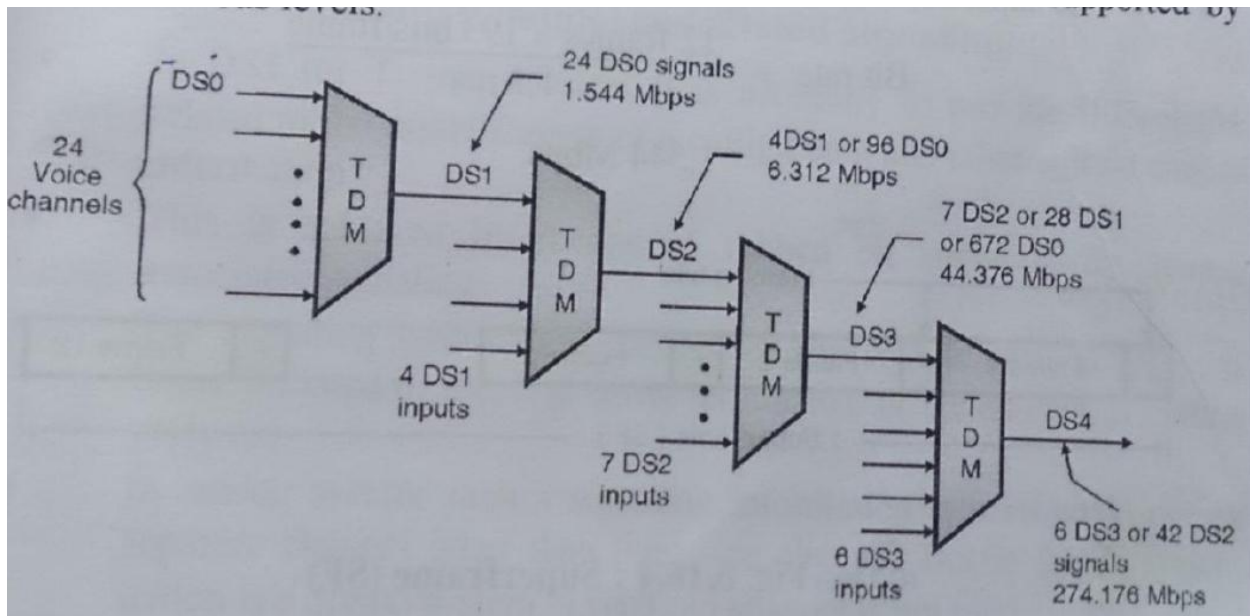 levels.
by
DS0
24
Voice
channels
T
D
M
24 DS0 signals
1.544 Mbps
DS1
4 DS1
inputs
T
D
M
4DS1 or 96 DS0
6.312 Mbps
DS2
7 DS2
inputs
T
D
M
7 DS2 or 28 DS1
or 672 DS0
44.376 Mbps
DS3
6 DS3
inputs
T
D
M
DS4
6 DS3 or 42 DS2
signals
274.176 Mbps